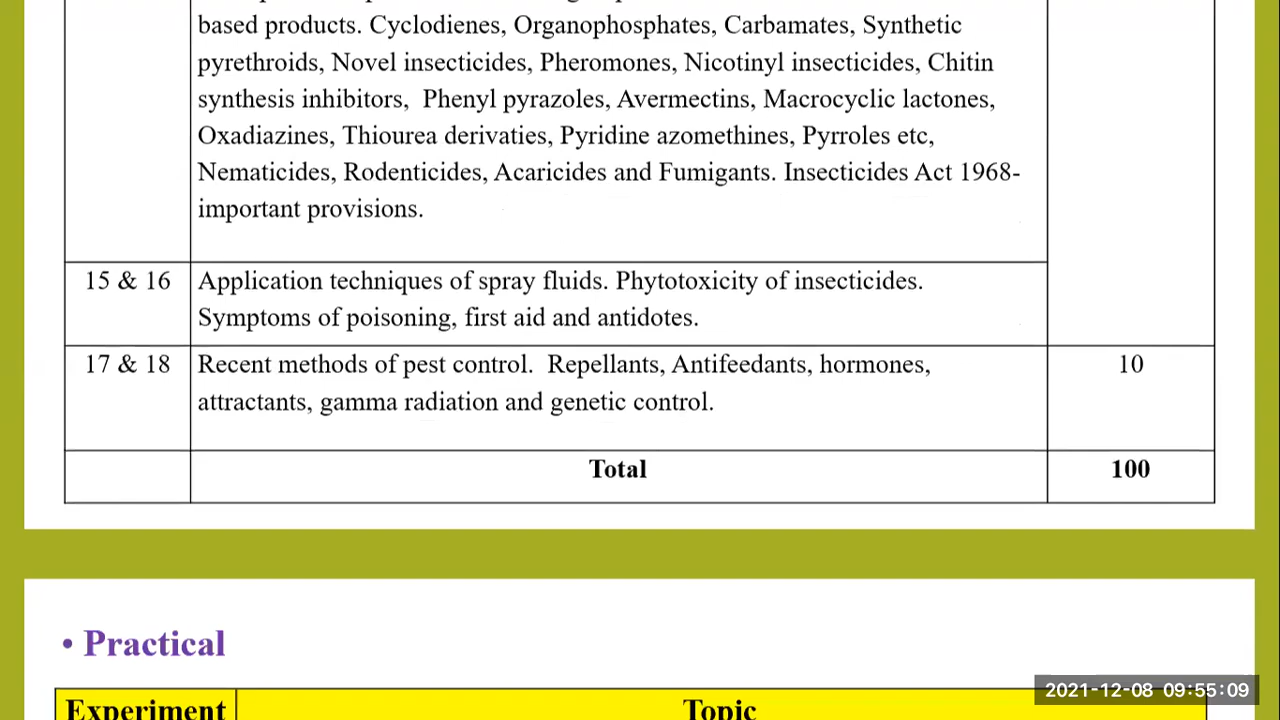 based products. Cyclodienes, Organophosphates, Carbamates, Synthetic
pyrethroids, Novel insecticides, Pheromones, Nicotinyl insecticides, Chitin
synthesis inhibitors, Phenyl pyrazoles, Avermectins, Macrocyclic lactones,
Oxadiazines, Thiourea derivaties, Pyridine azomethines, Pyrroles etc,
Nematicides, Rodenticides, Acaricides and Fumigants. Insecticides Act 1968-
important provisions.
15 & 16 Application techniques of spray fluids. Phytotoxicity of insecticides.
Symptoms of poisoning, first aid and antidotes.
17 & 18 Recent methods of pest control. Repellants, Antifeedants, hormones, 10
attractants, gamma radiation and genetic control.
Total 100
• Practical
Experiment Topic
2021-12-08 09:55:09